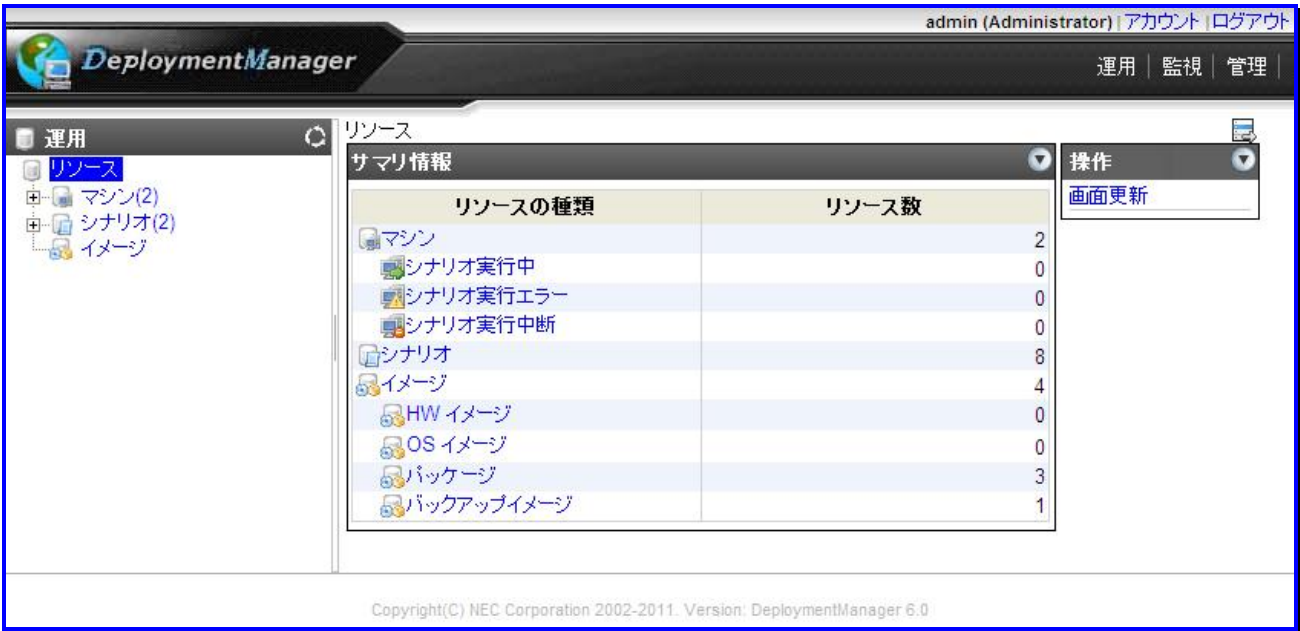 admin (Administrator) | アカウント | ログアウト
DeploymentManager
運用 | 監視 | 管理 |
運用
リソース
マシン(2)
シナリオ(2)
イメージ
リソース
サマリ情報
リソースの種類 リソース数
マシン 2
シナリオ実行中 0
シナリオ実行エラー 0
シナリオ実行中断 0
シナリオ 8
イメージ 4
HW イメージ 0
OS イメージ 0
パッケージ 3
バックアップイメージ 1
操作
画面更新
Copyright(C) NEC Corporation 2002-2011. Version: DeploymentManager 6.0